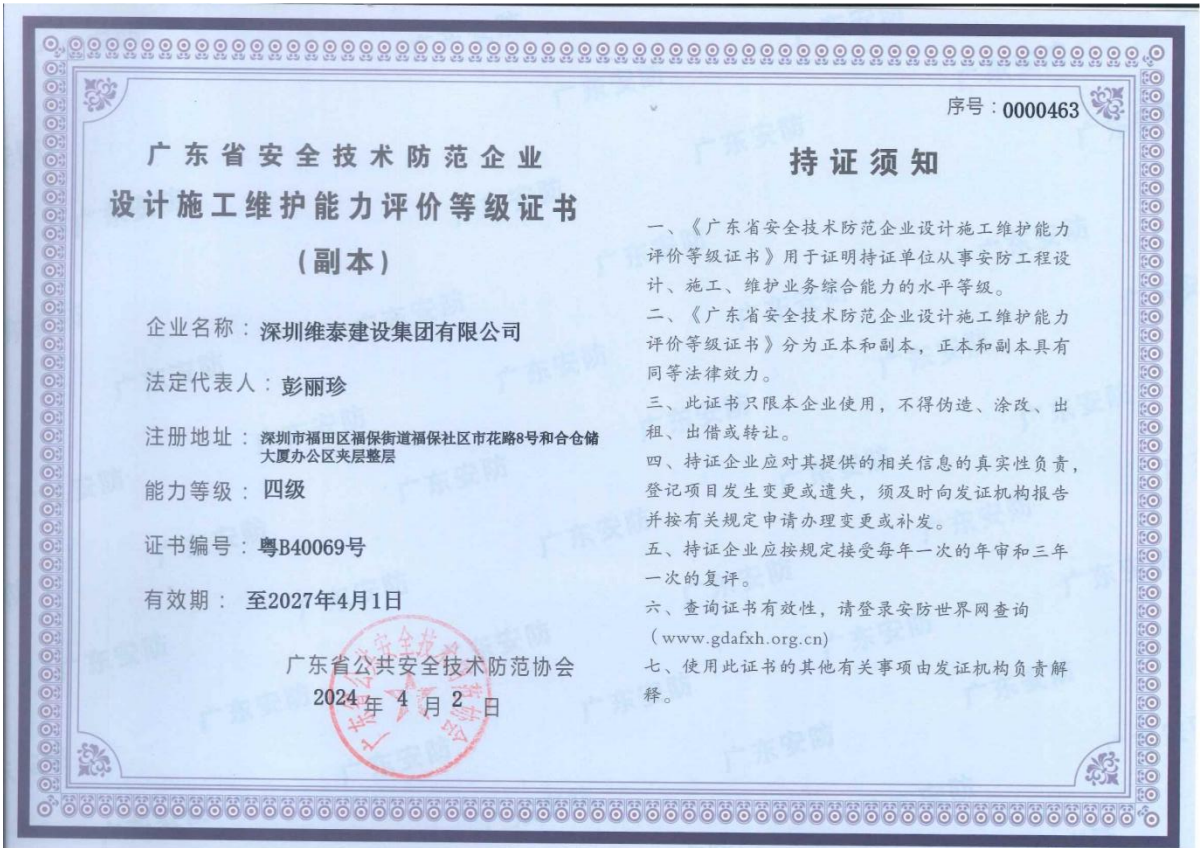 序号：0000463
广东省安全技术防范企业
设计施工维护能力评价等级证书
(副本)
企业名称：深圳维泰建设集团有限公司
法定代表人：彭丽珍
注册地址：深圳市福田区福保街道福保社区市花路8号和合仓储
大厦办公区夹层整层
能力等级：四级
证书编号：粤B40069号
有效期：至2027年4月1日
广东省公共安全技术防范协会
2024年4月2日
持证须知
一、《广东省安全技术防范企业设计施工维护能力
评价等级证书》用于证明持证单位从事安防工程设
计、施工、维护业务综合能力的水平等级。
二、《广东省安全技术防范企业设计施工维护能力
评价等级证书》分为正本和副本，正本和副本具有
同等法律效力。
三、此证书只限本企业使用，不得伪造、涂改、出
租、出借或转让。
四、持证企业应对其提供的相关信息的真实性负责，
登记项目发生变更或遗失，须及时向发证机构报告
并按有关规定申请办理变更或补发。
五、持证企业应按规定接受每年一次的年审和三年
一次的复评。
六、查询证书有效性，请登录安防世界网查询
（www.gdafxh.org.cn)
七、使用此证书的其他有关事项由发证机构负责解
释。
广东省公共安全技术防范协会
广东安防